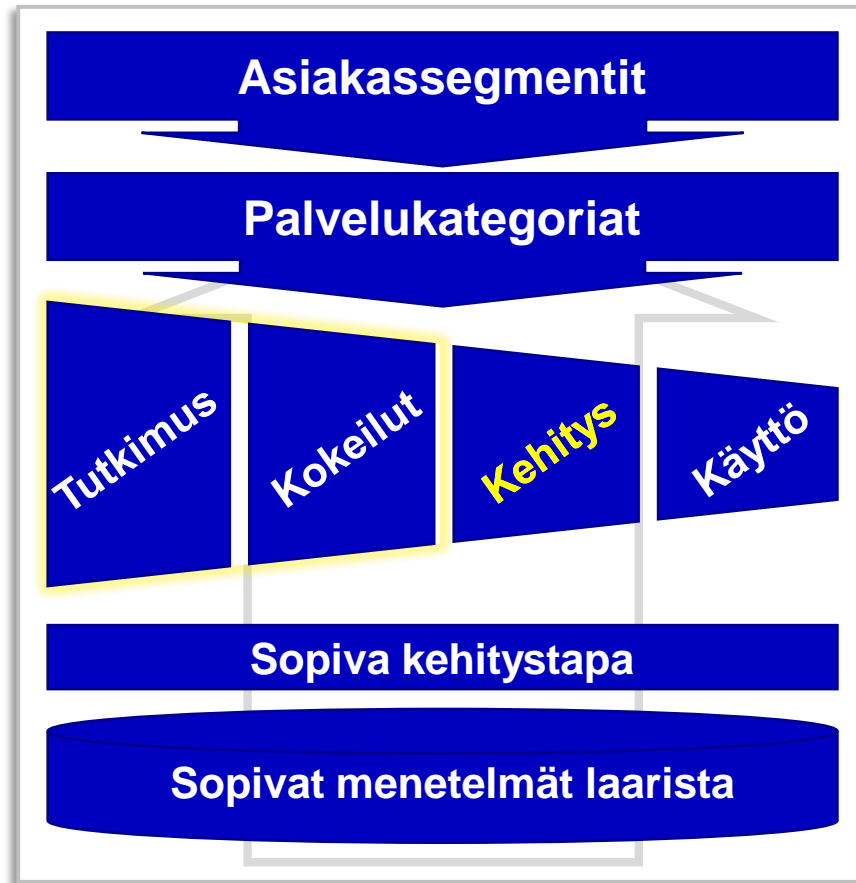 Asiakassegmentit
Palvelukategoriat
Tutkimus
Kokeilut
Kehitys
Käyttö
Sopiva kehitystapa
Sopivat menetelmät laarista